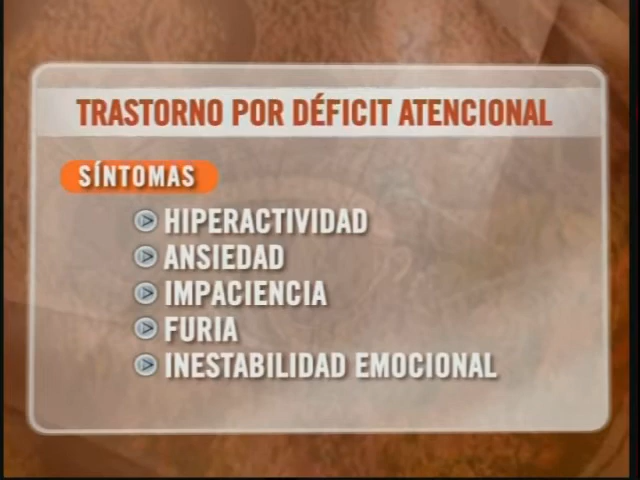 TRASTORNO POR DÉFICIT ATENCIONAL
SÍNTOMAS
HIPERACTIVIDAD
ANSIEDAD
IMPACIENCIA
FURIA
INESTABILIDAD EMOCIONAL